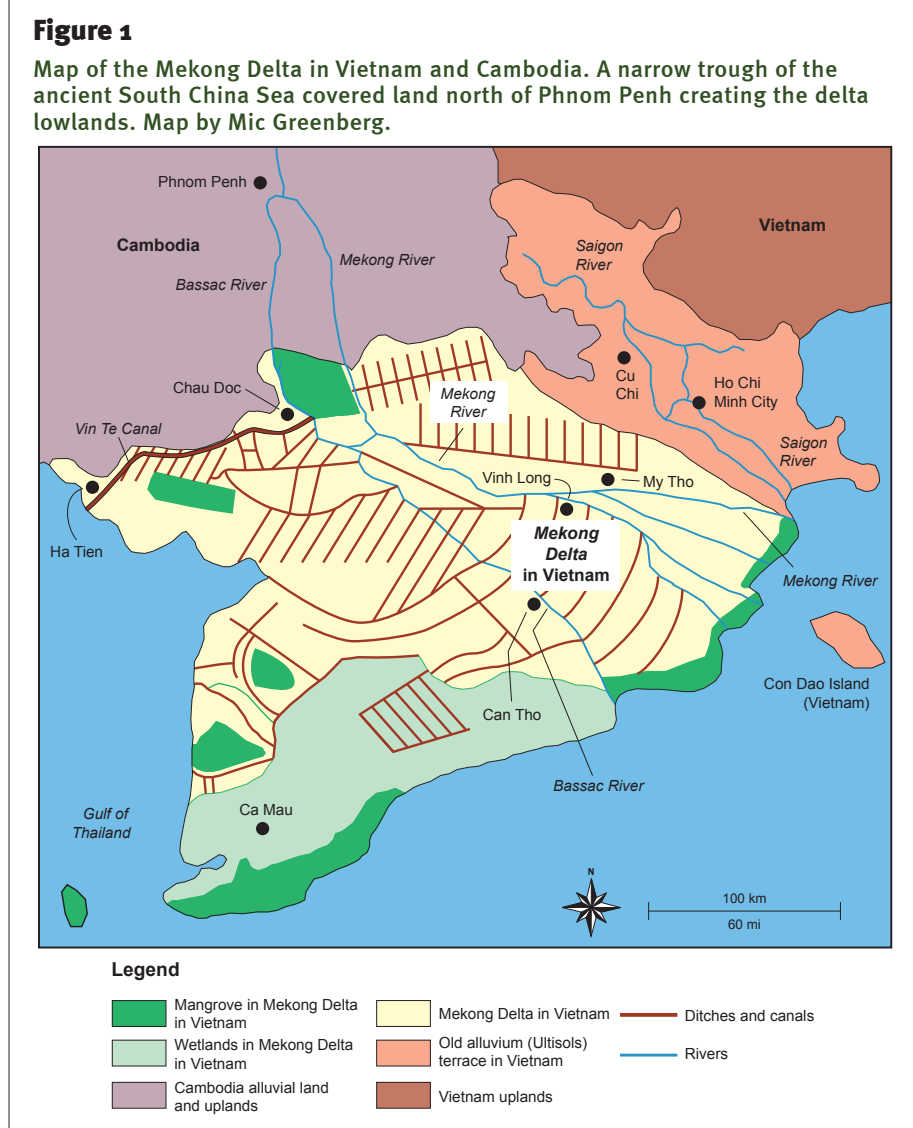 Figure 1
Map of the Mekong Delta in Vietnam and Cambodia. A narrow trough of the
ancient South China Sea covered land north of Phnom Penh creating the delta
lowlands. Map by Mic Greenberg.
Phnom Penh
Cambodia
Bassac River
Mekong River
Vietnam
Saigon
River
Chau Doc
Vin Te Canal
Mekong
River
Cu
Chi
Ho Chi
Minh City
Saigon
River
Vinh Long
My Tho
Ha Tien
Mekong
Delta
in Vietnam
Mekong River
Con Dao Island
(Vietnam)
Can Tho
Bassac River
Gulf of
Thailand
Ca Mau
N
100 km
60 mi
Legend
Mangrove in Mekong Delta
in Vietnam
Wetlands in Mekong Delta
in Vietnam
Cambodia alluvial land
and uplands
Mekong Delta in Vietnam
Old alluvium (Ultisols)
terrace in Vietnam
Vietnam uplands
Ditches and canals
Rivers